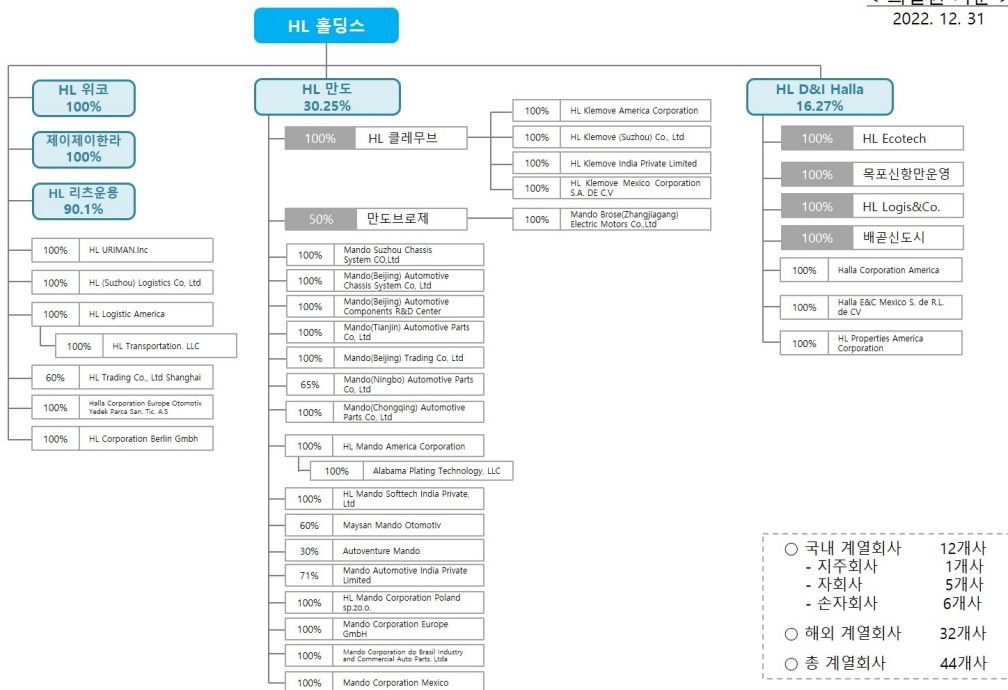 2022. 12. 31
HL 홀딩스
HL 위코
100%
제이제이한라
100%
HL 리츠운용
90.1%
100% HL URIMAN.Inc
100% HL (Suzhou) Logistics Co, Ltd
100% HL Logistic America
100% HL Transportation. LLC
60% HL Trading Co., Ltd Shanghai
100% Halla Corporation Europe Otomotiv
Yedek Parca San. Tic. A.S
100% HL Corporation Berlin Gmbh
HL 만도
30.25%
100% HL 클레무브
100% HL Klemove America Corporation
100% HL Klemove (Suzhou) Co., Ltd
100% HL Klemove India Private Limited
100% HL Klemove Mexico Corporation
S.A. DE C.V
50% 만도브로제
100% Mando Brose(Zhangjiagang)
Electric Motors Co,Ltd
100% Mando Suzhou Chassis
System CO,Ltd
100% Mando(Beijing) Automotive
Chassis System Co, Ltd
100% Mando(Beijing) Automotive
Components R&D Center
100% Mando(Tianjin) Automotive Parts
Co, Ltd
100% Mando(Beijing) Trading Co, Ltd
65% Mando(Ningbo) Automotive Parts
Co, Ltd
100% Mando(Chongqing) Automotive
Parts Co, Ltd
100% HL Mando America Corporation
100% Alabama Plating Technology, LLC
100% HL Mando Softtech India Private,
Ltd
60% Maysan Mando Otomotiv
30% Autoventure Mando
71% Mando Automotive India Private
Limited
100% HL Mando Corporation Poland
sp.zo.o.
100% Mando Corporation Europe
GmbH
100% Mando Corporation do Brasil Industry
and Commercial Auto Parts. Ltda
100% Mando Corporation Mexico
HL D&I Halla
16.27%
100% HL Ecotech
100% 목포신항만운영
100% HL Logis&Co.
100% 배곧신도시
100% Halla Corporation America
100% Halla E&C Mexico S. de R.L.
de CV
100% HL Properties America
Corporation
○ 국내 계열회사 12개사
- 지주회사 1개사
- 자회사 5개사
- 손자회사 6개사
○ 해외 계열회사 32개사
○ 총 계열회사 44개사